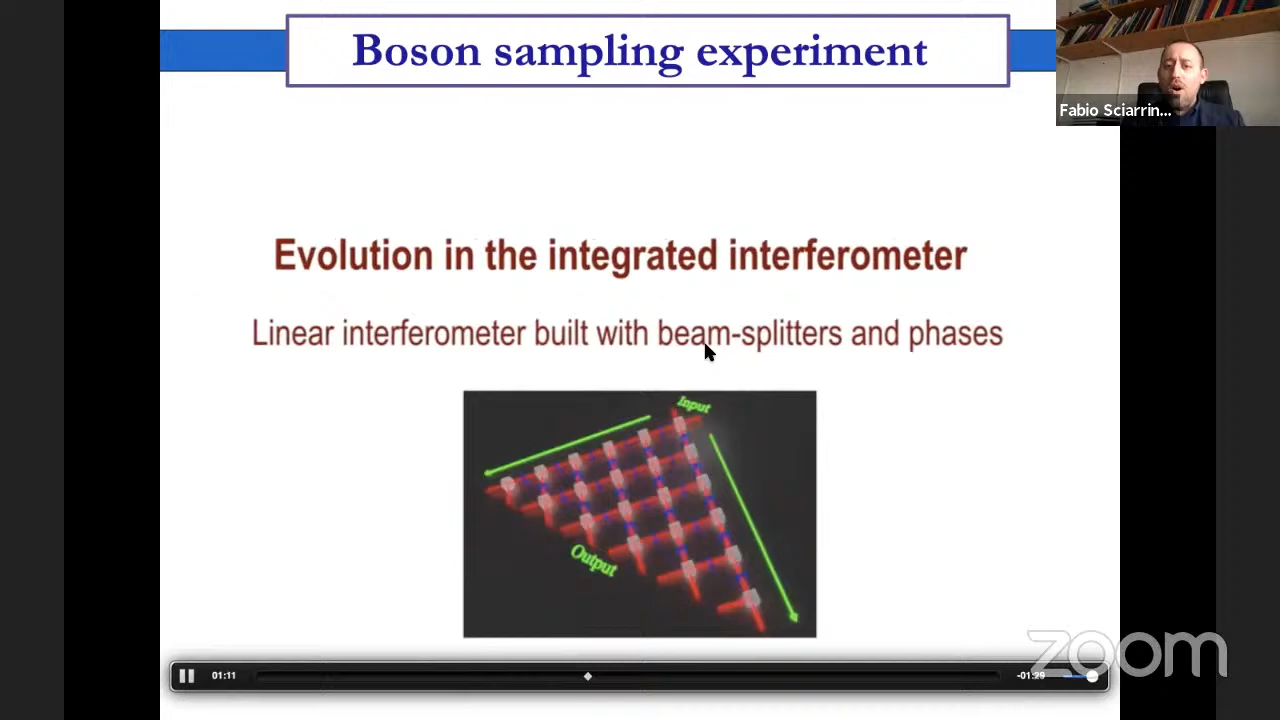 Boson sampling experiment
Fabio Sciarrin...
Evolution in the integrated interferometer
Linear interferometer built with beam-splitters and phases
Input
Output
zoom
01:11
-01:29